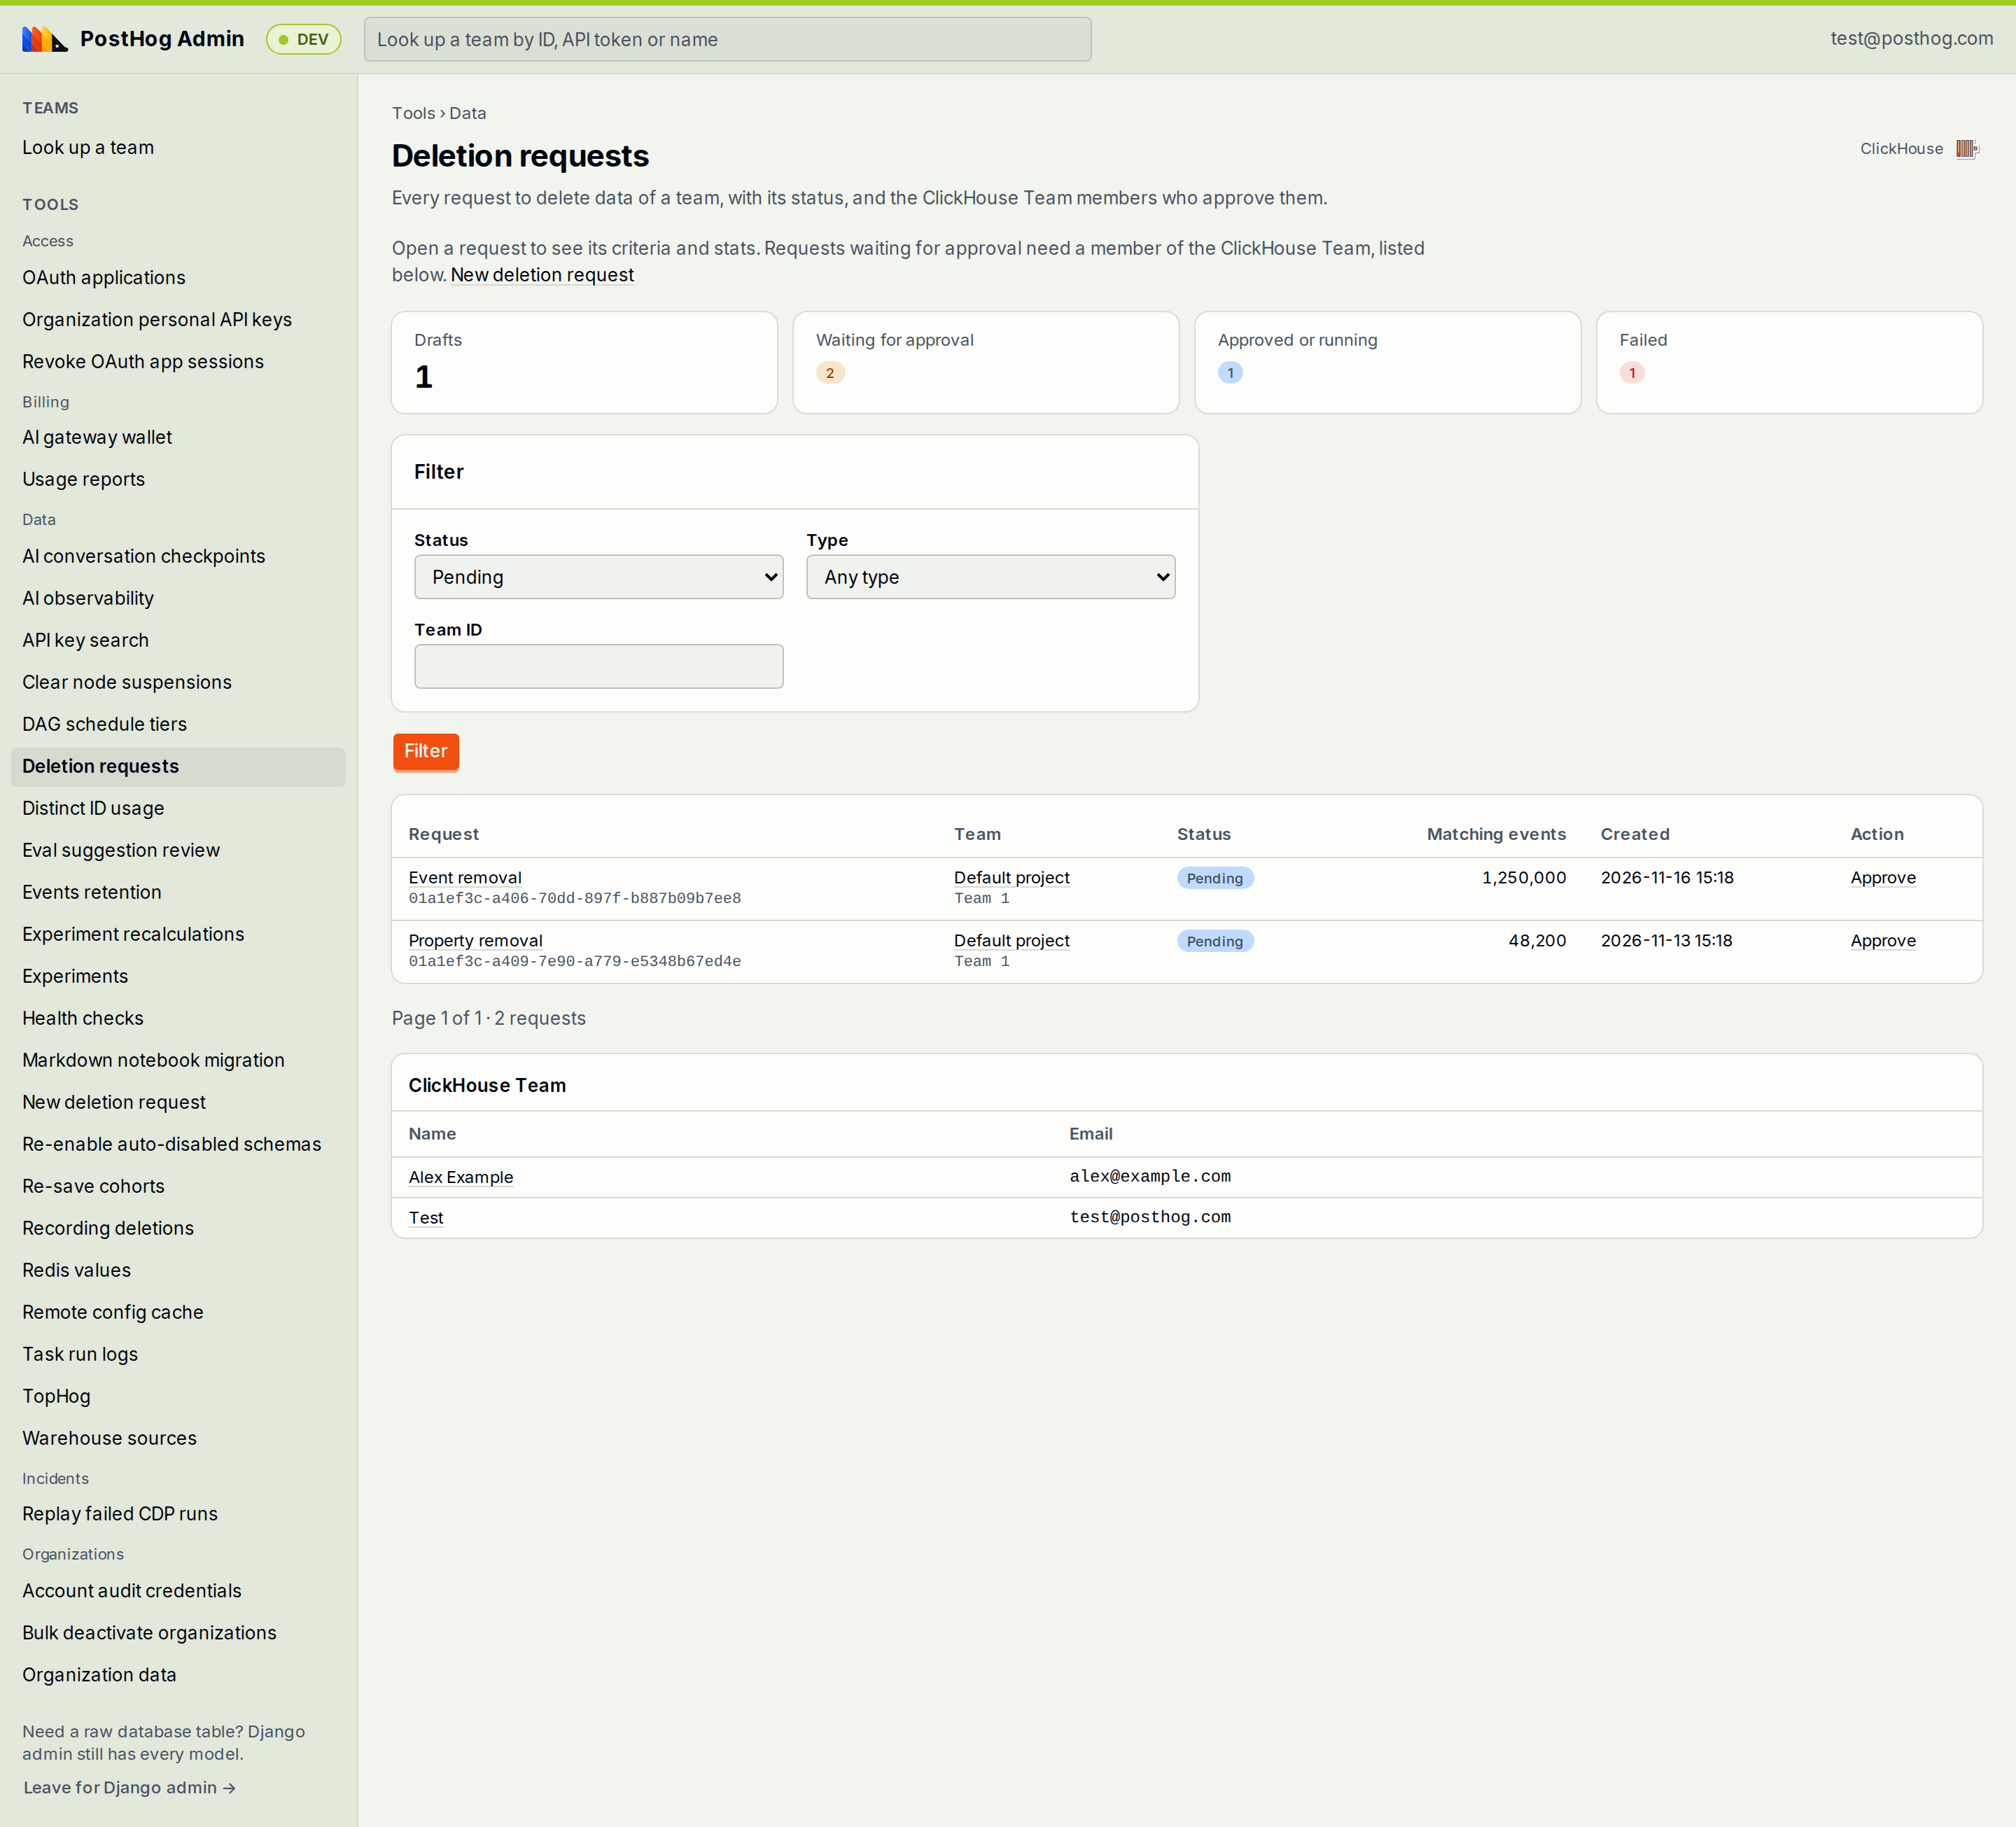 PostHog Admin
DEV
Look up a team by ID, API token or name
test@posthog.com
TEAMS
Look up a team
TOOLS
Access
OAuth applications
Organization personal API keys
Revoke OAuth app sessions
Billing
AI gateway wallet
Usage reports
Data
AI conversation checkpoints
AI observability
API key search
Clear node suspensions
DAG schedule tiers
Deletion requests
Distinct ID usage
Eval suggestion review
Events retention
Experiment recalculations
Experiments
Health checks
Markdown notebook migration
New deletion request
Re-enable auto-disabled schemas
Re-save cohorts
Recording deletions
Redis values
Remote config cache
Task run logs
TopHog
Warehouse sources
Incidents
Replay failed CDP runs
Organizations
Account audit credentials
Bulk deactivate organizations
Organization data
Need a raw database table? Django
admin still has every model.
Leave for Django admin →
Tools › Data
Deletion requests
ClickHouse
Every request to delete data of a team, with its status, and the ClickHouse Team members who approve them.
Open a request to see its criteria and stats. Requests waiting for approval need a member of the ClickHouse Team, listed
below. New deletion request
Drafts
1
Waiting for approval
2
Approved or running
1
Failed
1
Filter
Status
Pending
Type
Any type
Team ID
Filter
Request Team Status Matching events Created Action
Event removal Default project Pending 1,250,000 2026-11-16 15:18 Approve
01a1ef3c-a406-70dd-897f-b887b09b7ee8 Team 1
Property removal Default project Pending 48,200 2026-11-13 15:18 Approve
01a1ef3c-a409-7e90-a779-e5348b67ed4e Team 1
Page 1 of 1 · 2 requests
ClickHouse Team
Name Email
Alex Example alex@example.com
Test test@posthog.com